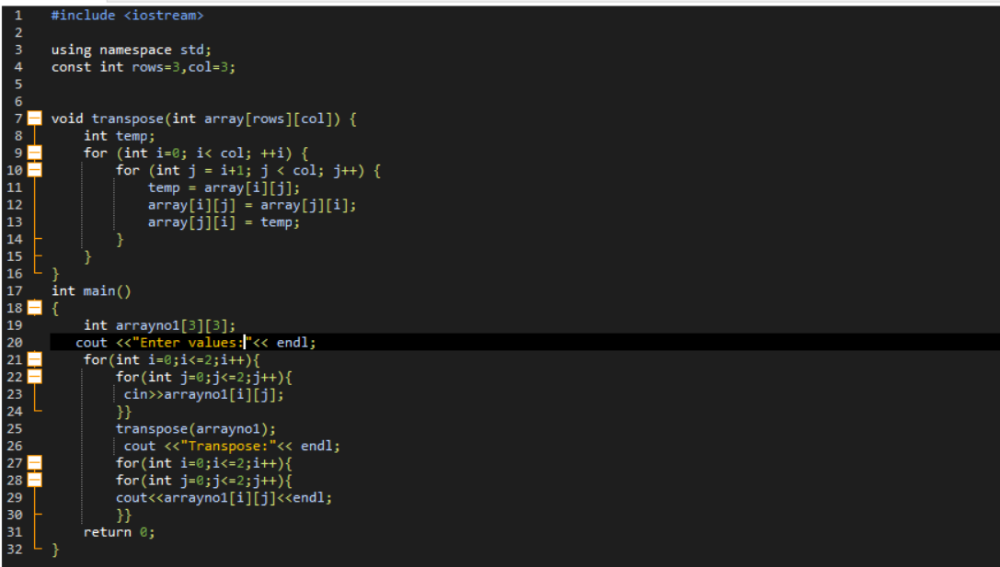 1 #include <iostream>
2
3 using namespace std;
4 const int rows=3,col=3;
5
6
7 void transpose(int array[rows][col]) {
8 int temp;
9 for (int i=0; i< col; ++i) {
10 for (int j = i+1; j < col; j++) {
11 temp = array[i][j];
12 array[i][j] = array[j][i];
13 array[j][i] = temp;
14 }
15 }
16 }
17 int main()
18 {
19 int arrayno1[3][3];
20 cout <<"Enter values:"<< endl;
21 for(int i=0;i<=2;i++){
22 for(int j=0;j<=2;j++){
23 cin>>arrayno1[i][j];
24 }}
25 transpose(arrayno1);
26 cout <<"Transpose:"<< endl;
27 for(int i=0;i<=2;i++){
28 for(int j=0;j<=2;j++){
29 cout<<arrayno1[i][j]<<endl;
30 }}
31 return 0;
32 }